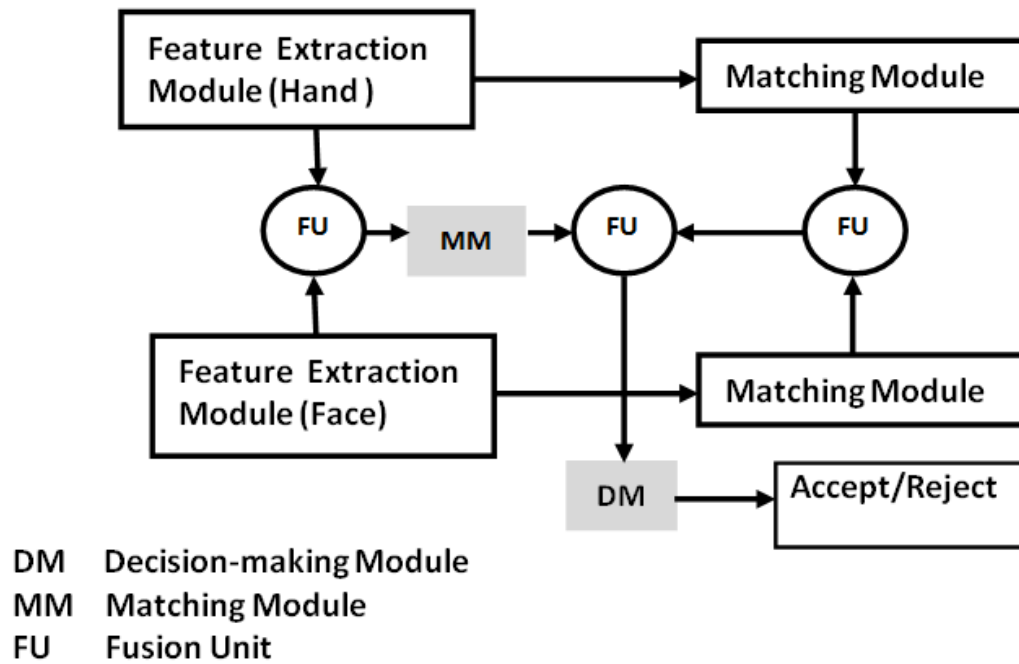 Feature Extraction
Module (Hand )
Matching Module
FU
MM
FU
FU
Feature Extraction
Module (Face)
Matching Module
DM
Accept/Reject
DM Decision-making Module
MM Matching Module
FU Fusion Unit